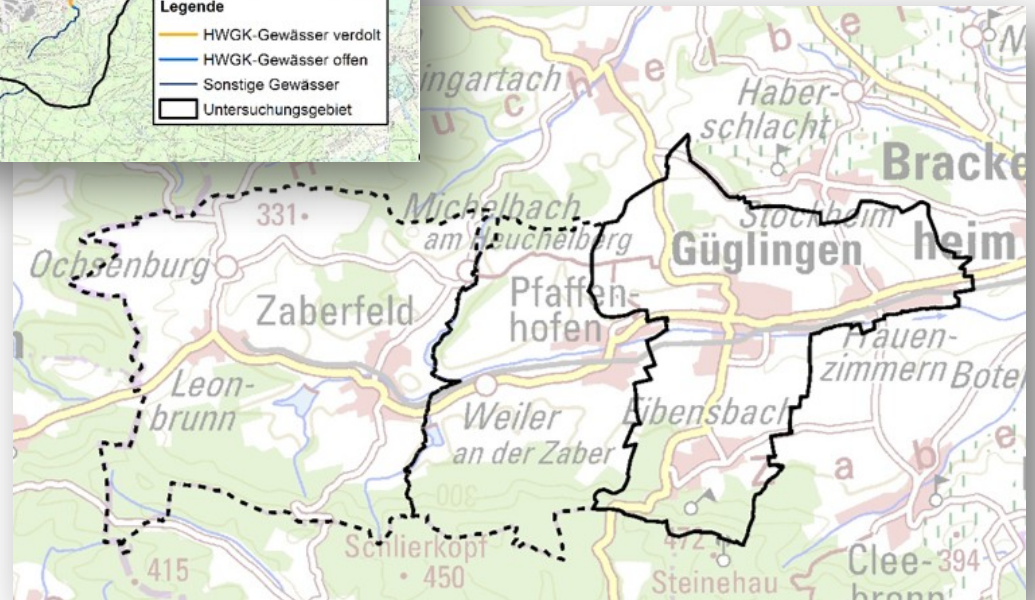 Legende
HWGK-Gewässer verdolt
HWGK-Gewässer offen
Sonstige Gewässer
Untersuchungsgebiet
ingartach
u c h e l b e r
Haber-
schlacht
Bracke
heim
Michelbach
am Heuchelberg
331
Stockheim
Güglingen
Ochsenburg
Zaberfeld
Pfaffen-
hofen
Frauen-
zimmern
Leon-
brunn
Weiler
an der Zaber
Eibensbach
Z a b e
300
Schlierkopf
450
415
472
Steinehau
Clee-
bronn
394